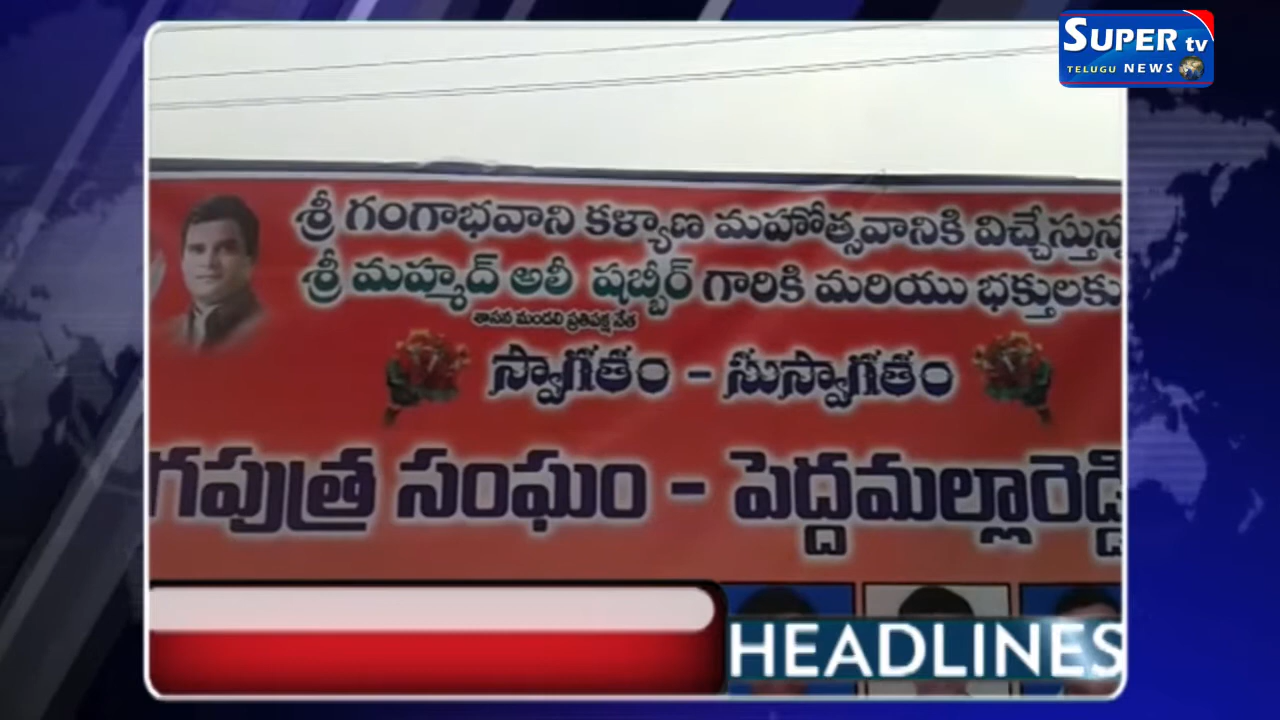 SUPER tv
TELUGU NEWS
శ్రీ గంగాభవాని కళ్యాణ మహోత్సవానికి విచ్చేస్తున్న
శ్రీ మహ్మద్ అలీ షబ్బీర్ గారికి మరియు భక్తులకు
శాసన మండలి ప్రతిపక్ష నేత
స్వాగతం - సుస్వాగతం
గపుత్ర సంఘం - పెద్దమల్లారెడ్డి
HEADLINES